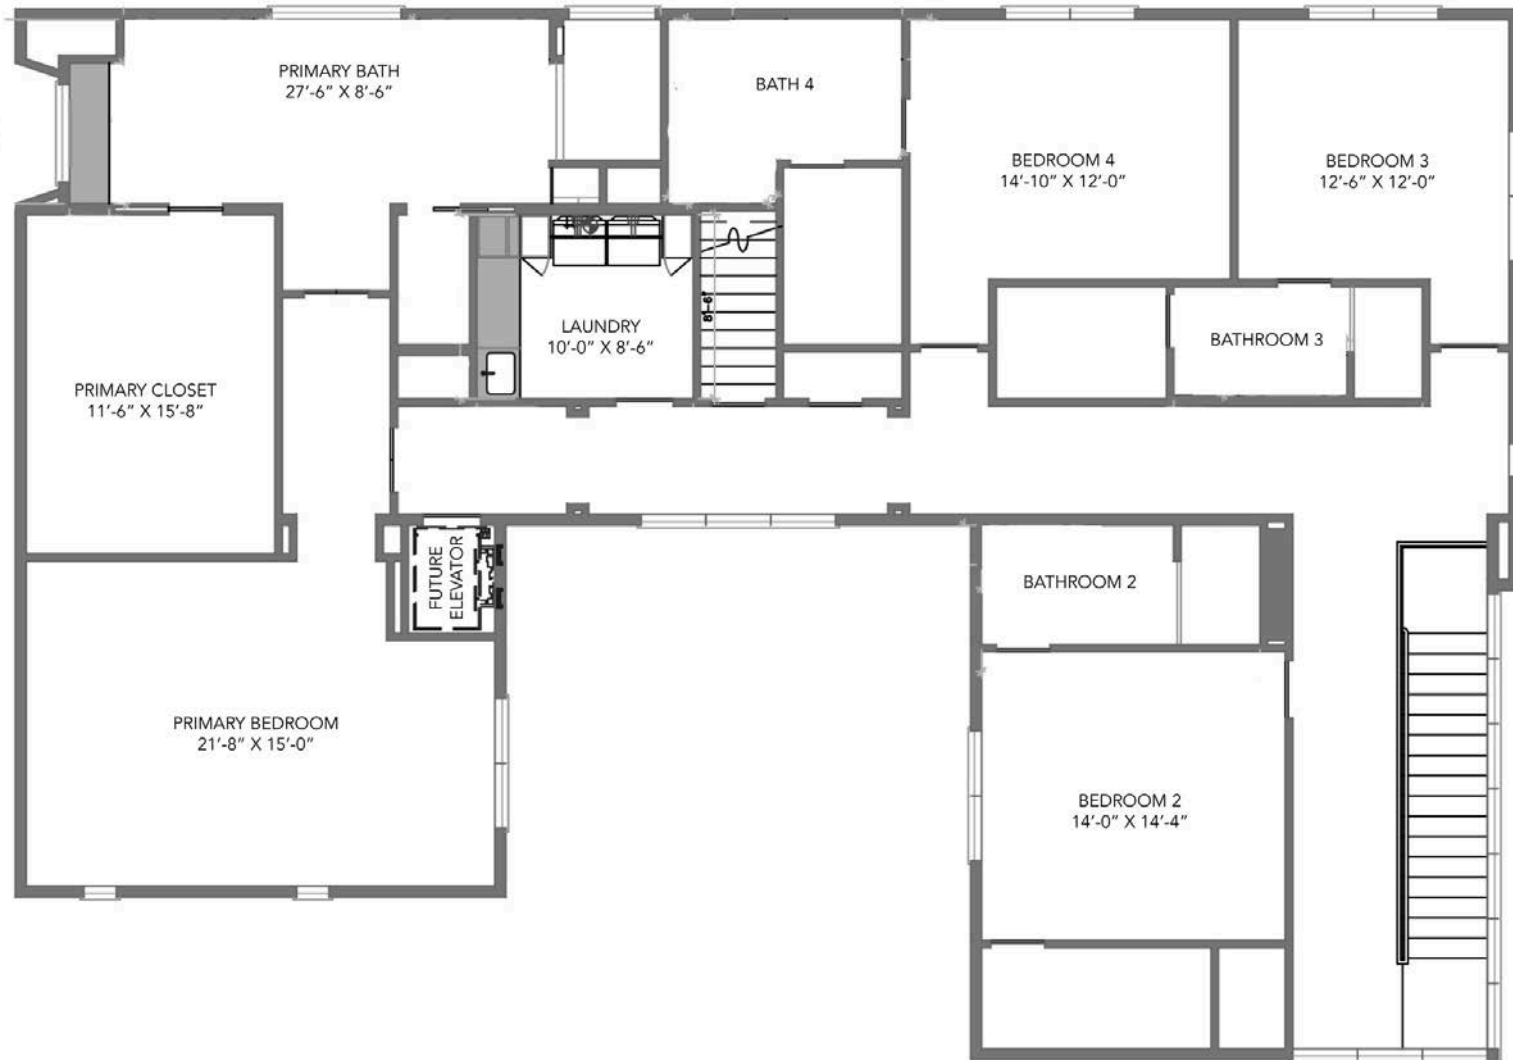 PRIMARY BATH
27'-6" X 8'-6"
BATH 4
BEDROOM 4
14'-10" X 12'-0"
BEDROOM 3
12'-6" X 12'-0"
LAUNDRY
10'-0" X 8'-6"
8'-6"
BATHROOM 3
PRIMARY CLOSET
11'-6" X 15'-8"
FUTURE
ELEVATOR
BATHROOM 2
PRIMARY BEDROOM
21'-8" X 15'-0"
BEDROOM 2
14'-0" X 14'-4"